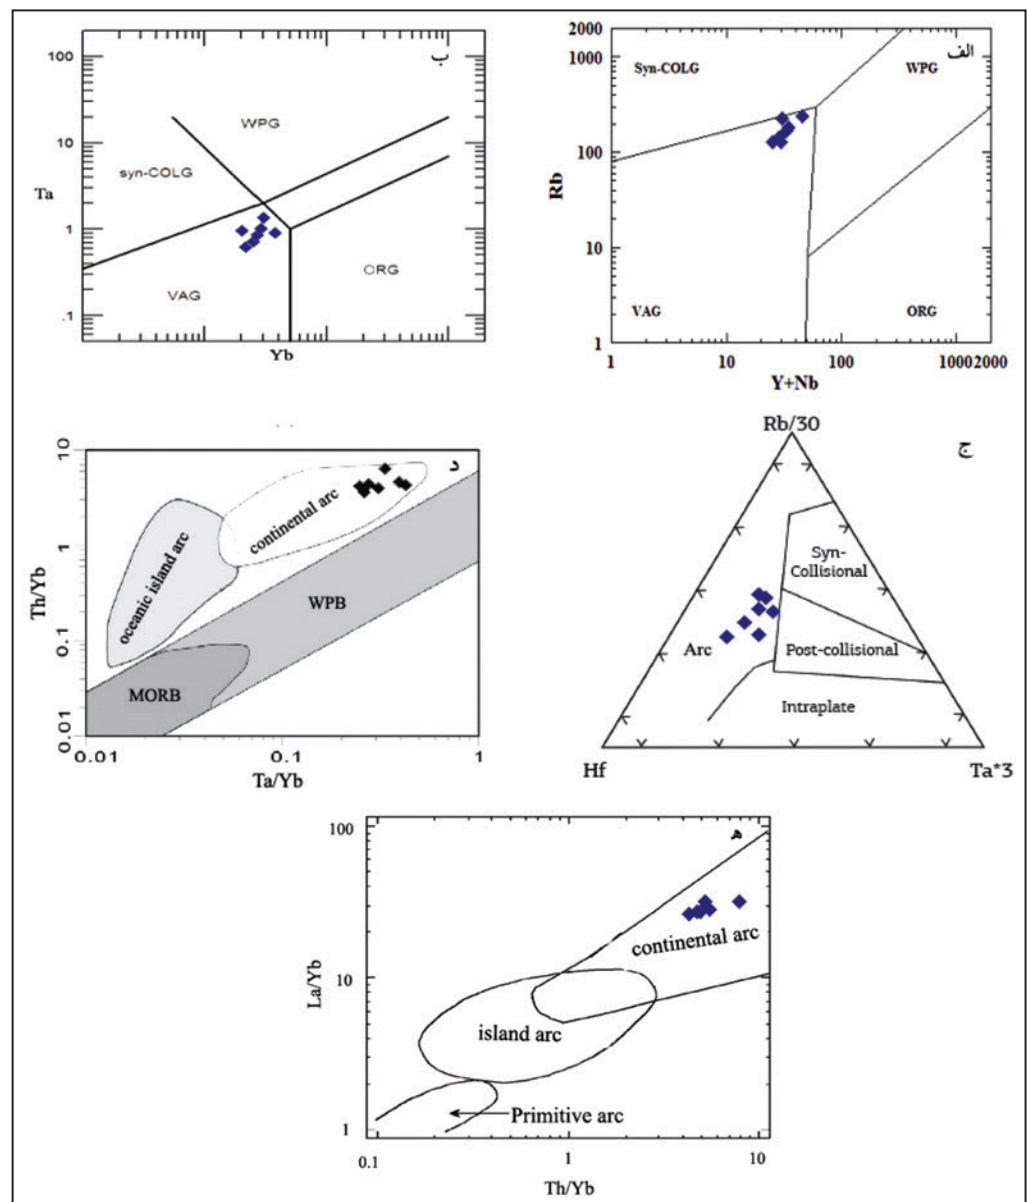 ب
100
10
1
.1
Ta
WPG
syn-COLG
VAG
ORG
Yb
الف
2000
1000
100
10
1
Rb
Syn-COLG
WPG
VAG
ORG
1
10
100
1000
2000
Y+Nb
د
10
1
0.1
0.01
Th/Yb
oceanic island arc
continental arc
WPB
MORB
0.01
0.1
1
Ta/Yb
ج
Rb/30
Syn-
Collisional
Arc
Post-collisional
Intraplate
Hf
Ta*3
ه
100
10
1
La/Yb
continental arc
island arc
Primitive arc
0.1
1
10
Th/Yb